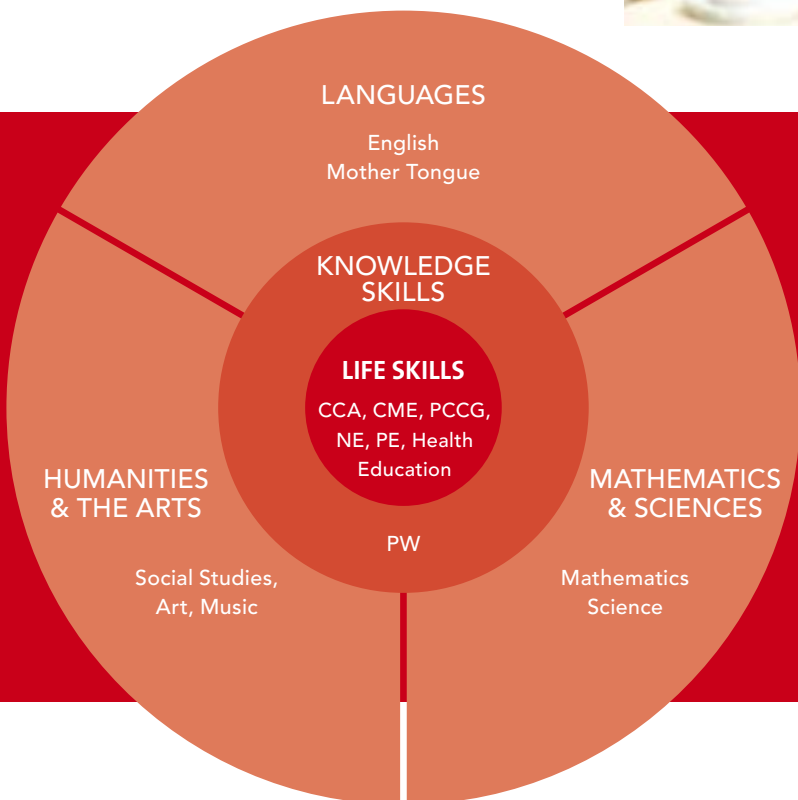 LANGUAGES
English
Mother Tongue
KNOWLEDGE
SKILLS
LIFE SKILLS
CCA, CME, PCCG,
NE, PE, Health
Education
PW
HUMANITIES
& THE ARTS
Social Studies,
Art, Music
MATHEMATICS
& SCIENCES
Mathematics
Science